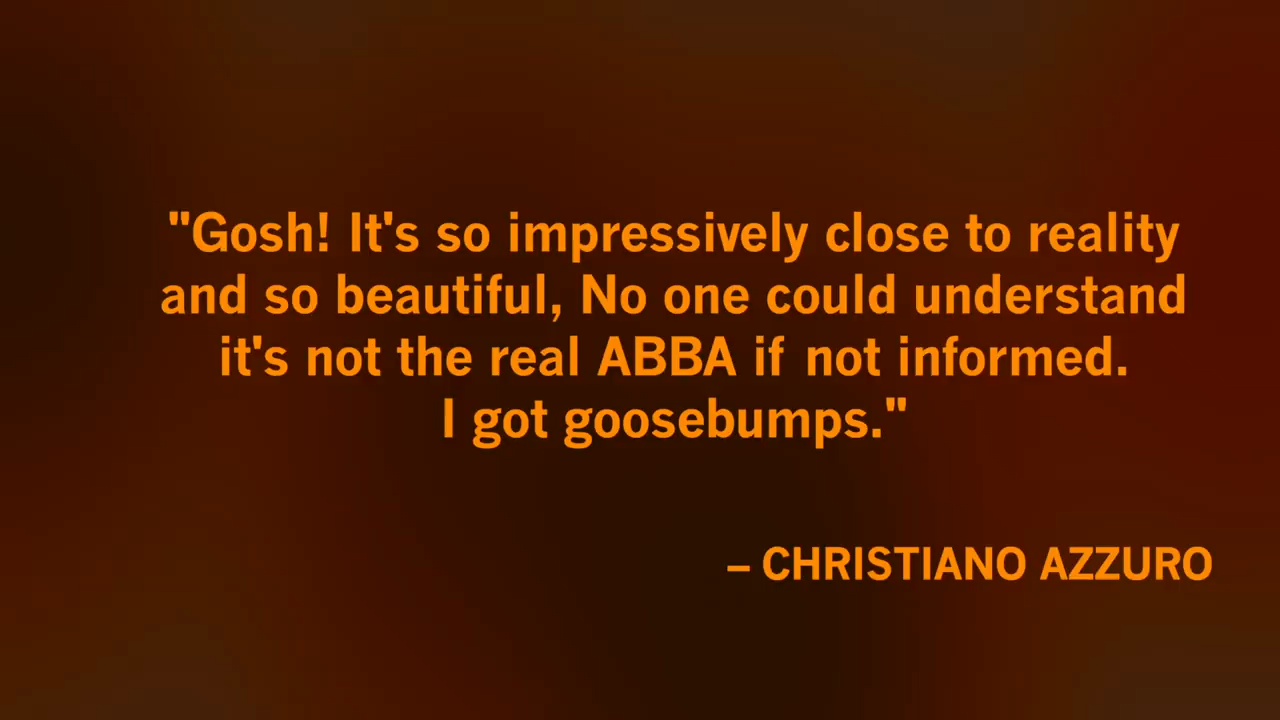 "Gosh! It's so impressively close to reality
and so beautiful, No one could understand
it's not the real ABBA if not informed.
I got goosebumps."
– CHRISTIANO AZZURO